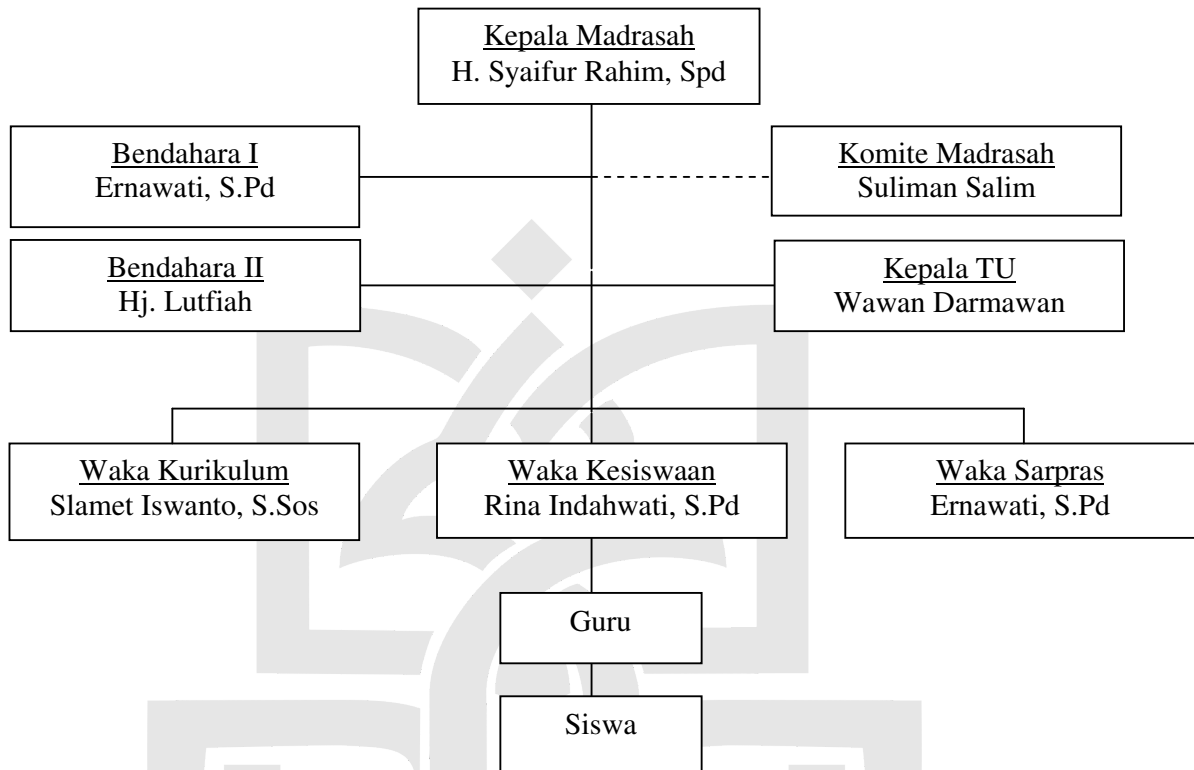 Kepala Madrasah
H. Syaifur Rahim, Spd
Bendahara I
Ernawati, S.Pd
Komite Madrasah
Suliman Salim
Bendahara II
Hj. Lutfiah
Kepala TU
Wawan Darmawan
Waka Kurikulum
Slamet Iswanto, S.Sos
Waka Kesiswaan
Rina Indahwati, S.Pd
Waka Sarpras
Ernawati, S.Pd
Guru
Siswa